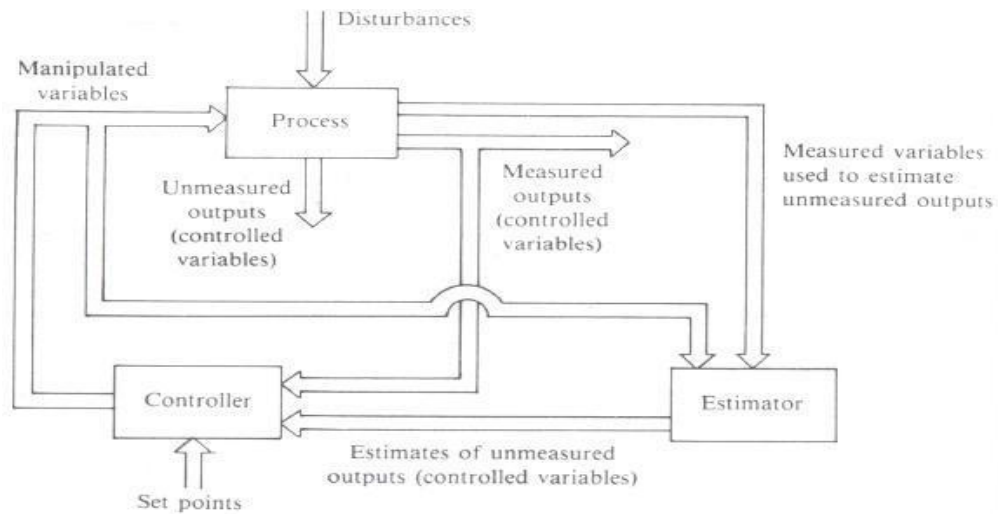 Disturbances
Manipulated
variables
Process
Unmeasured
outputs
(controlled
variables)
Measured
outputs
(controlled
variables)
Measured variables
used to estimate
unmeasured outputs
Controller
Estimator
Estimates of unmeasured
outputs (controlled variables)
Set points